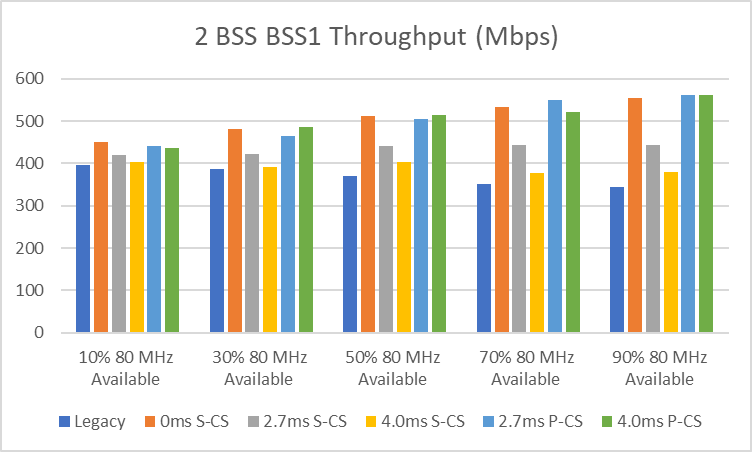 2 BSS BSS1 Throughput (Mbps)
600
500
400
300
200
100
0
10% 80 MHz Available
30% 80 MHz Available
50% 80 MHz Available
70% 80 MHz Available
90% 80 MHz Available
Legacy 0ms S-CS 2.7ms S-CS 4.0ms S-CS 2.7ms P-CS 4.0ms P-CS